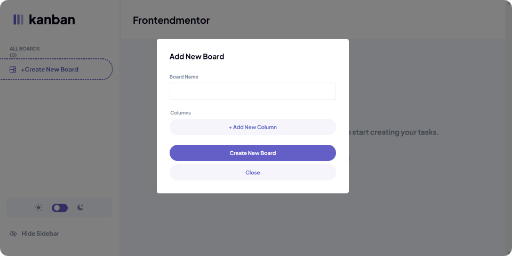 kanban
Frontendmentor
ALL BOARDS
(0)
+Create New Board
Add New Board
Board Name
Columns
+ Add New Column
Create New Board
Close
start creating your tasks.
Hide Sidebar